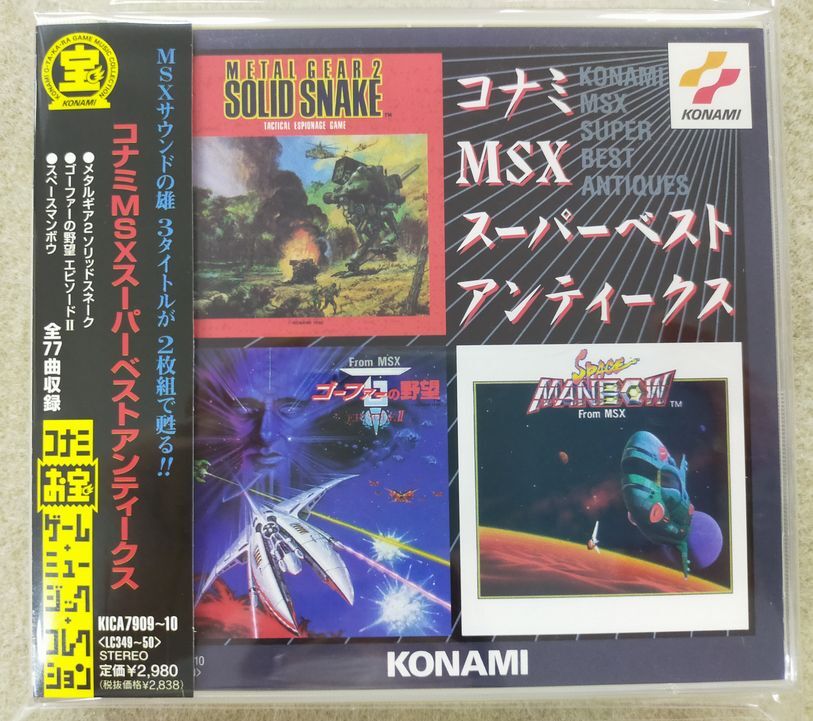 KONAMI O-TA-KA-RA GAME MUSIC COLLECTION
宝
KONAMI
MSXサウンドの雄 3タイトルが 2枚組で甦る!!
コナミMSXスーパーベストアンティークス
●メタルギア2 ソリッドスネーク
●ゴーファーの野望 エピソードII
●スペースマンボウ
全77曲収録
コナミ
お宝
ゲーム・ミュージック・コレクション
KICA7909~10
<LC349~50>
STEREO
定価¥2,980
(税抜価格¥2,838)
METAL GEAR 2
SOLID SNAKE™
TACTICAL ESPIONAGE GAME
コナミ
MSX
スーパーベスト
アンティークス
KONAMI
MSX
SUPER
BEST
ANTIQUES
KONAMI
From MSX
ゴーファーの野望
SPACE
MANBOW™
From MSX
KONAMI